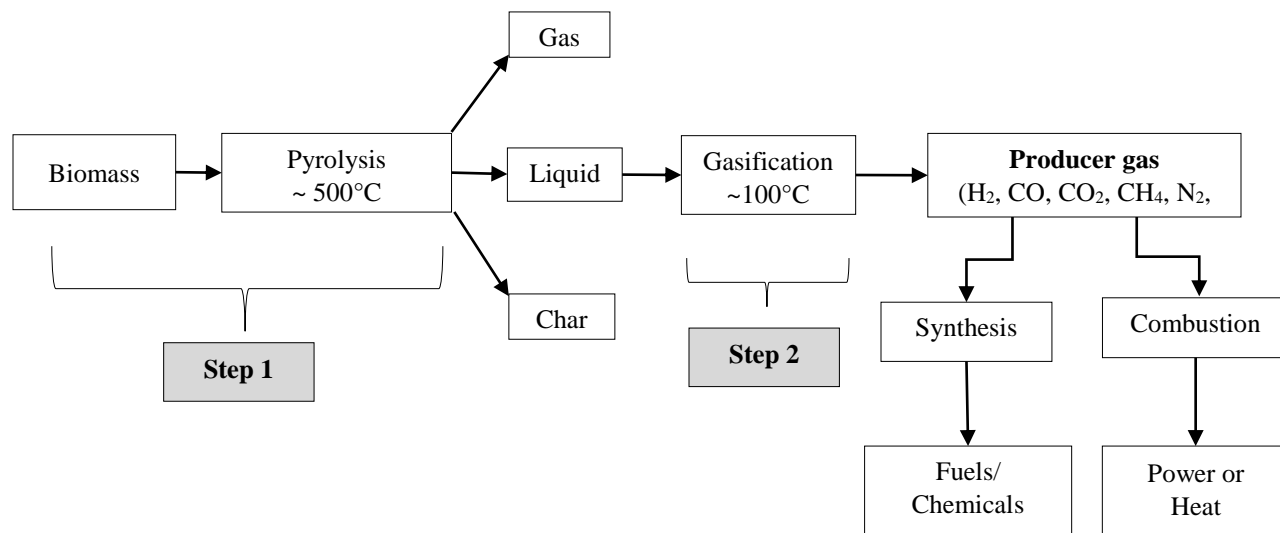 Gas
Biomass
Pyrolysis
~ 500°C
Liquid
Gasification
~100°C
Producer gas
(H₂, CO, CO₂, CH₄, N₂,
Char
Step 1
Step 2
Synthesis
Combustion
Fuels/
Chemicals
Power or
Heat